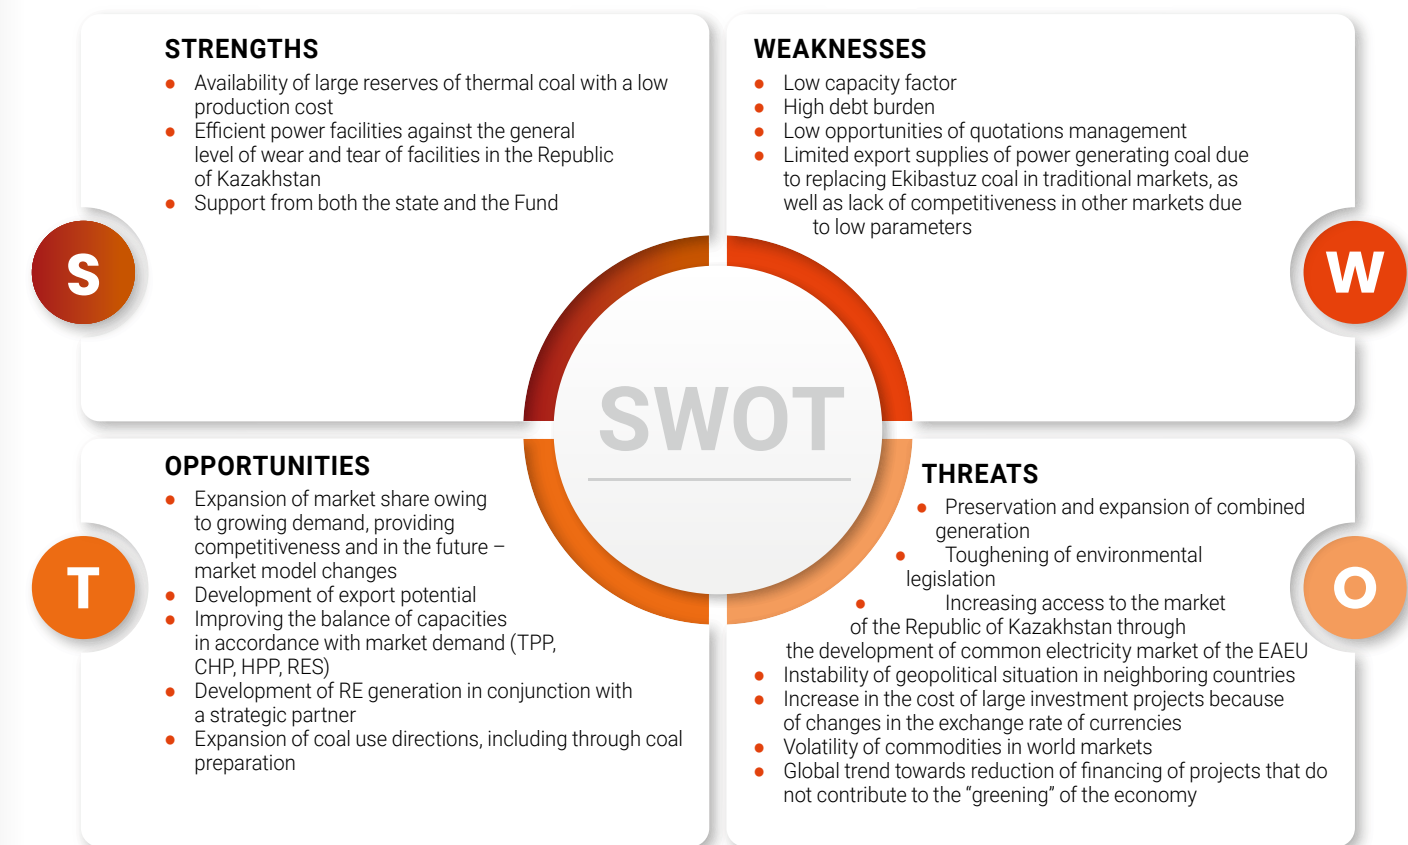 STRENGTHS
● Availability of large reserves of thermal coal with a low
production cost
● Efficient power facilities against the general
level of wear and tear of facilities in the Republic
of Kazakhstan
● Support from both the state and the Fund
S
WEAKNESSES
● Low capacity factor
● High debt burden
● Low opportunities of quotations management
● Limited export supplies of power generating coal due
to replacing Ekibastuz coal in traditional markets, as
well as lack of competitiveness in other markets due
to low parameters
W
SWOT
OPPORTUNITIES
● Expansion of market share owing
to growing demand, providing
competitiveness and in the future –
market model changes
● Development of export potential
● Improving the balance of capacities
in accordance with market demand (TPP,
CHP, HPP, RES)
● Development of RE generation in conjunction with
a strategic partner
● Expansion of coal use directions, including through coal
preparation
T
THREATS
● Preservation and expansion of combined
generation
● Toughening of environmental
legislation
● Increasing access to the market
of the Republic of Kazakhstan through
the development of common electricity market of the EAEU
● Instability of geopolitical situation in neighboring countries
● Increase in the cost of large investment projects because
of changes in the exchange rate of currencies
● Volatility of commodities in world markets
● Global trend towards reduction of financing of projects that do
not contribute to the “greening” of the economy
O